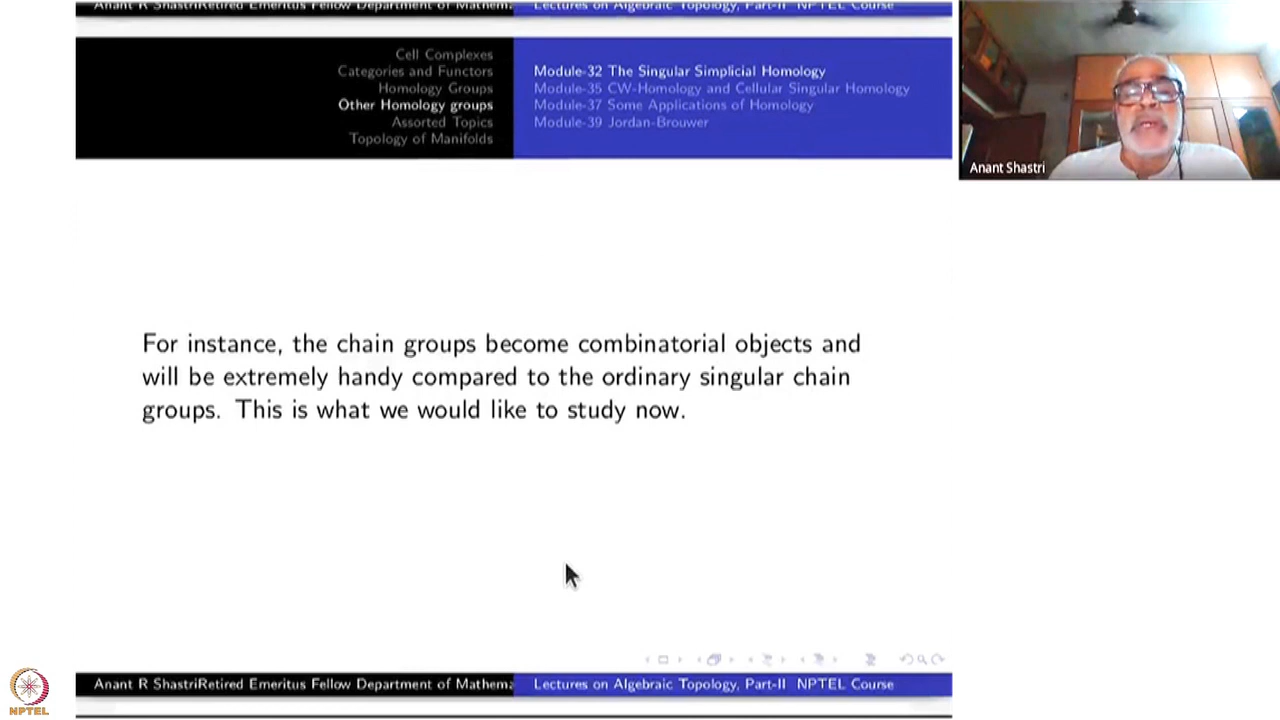 Anant R ShastriRetired Emeritus Fellow Department of Mathem
Lectures on Algebraic Topology, Part-II NPTEL Course
Cell Complexes
Categories and Functors
Homology Groups
Other Homology groups
Assorted Topics
Topology of Manifolds
Module-32 The Singular Simplicial Homology
Module-35 CW-Homology and Cellular Singular Homology
Module-37 Some Applications of Homology
Module-39 Jordan-Brouwer
Anant Shastri
For instance, the chain groups become combinatorial objects and
will be extremely handy compared to the ordinary singular chain
groups. This is what we would like to study now.
Anant R ShastriRetired Emeritus Fellow Department of Mathema
Lectures on Algebraic Topology, Part-II NPTEL Course
NPTEL